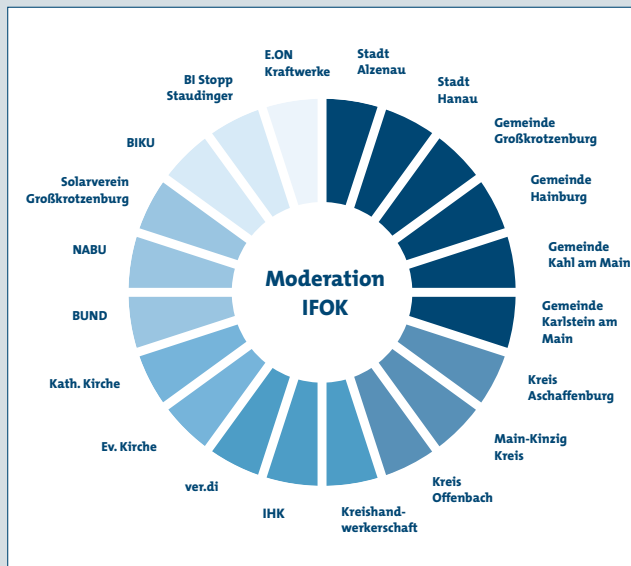 E.ON
Kraftwerke
Stadt
Alzenau
Stadt
Hanau
Gemeinde
Großkrotzenburg
Gemeinde
Hainburg
Gemeinde
Kahl am Main
Gemeinde
Karlstein am
Main
Kreis
Aschaffenburg
Main-Kinzig
Kreis
Kreis
Offenbach
Kreishand-
werkerschaft
IHK
ver.di
Ev. Kirche
Kath. Kirche
BUND
NABU
Solarverein
Großkrotzenburg
BIKU
BI Stopp
Staudinger
Moderation
IFOK